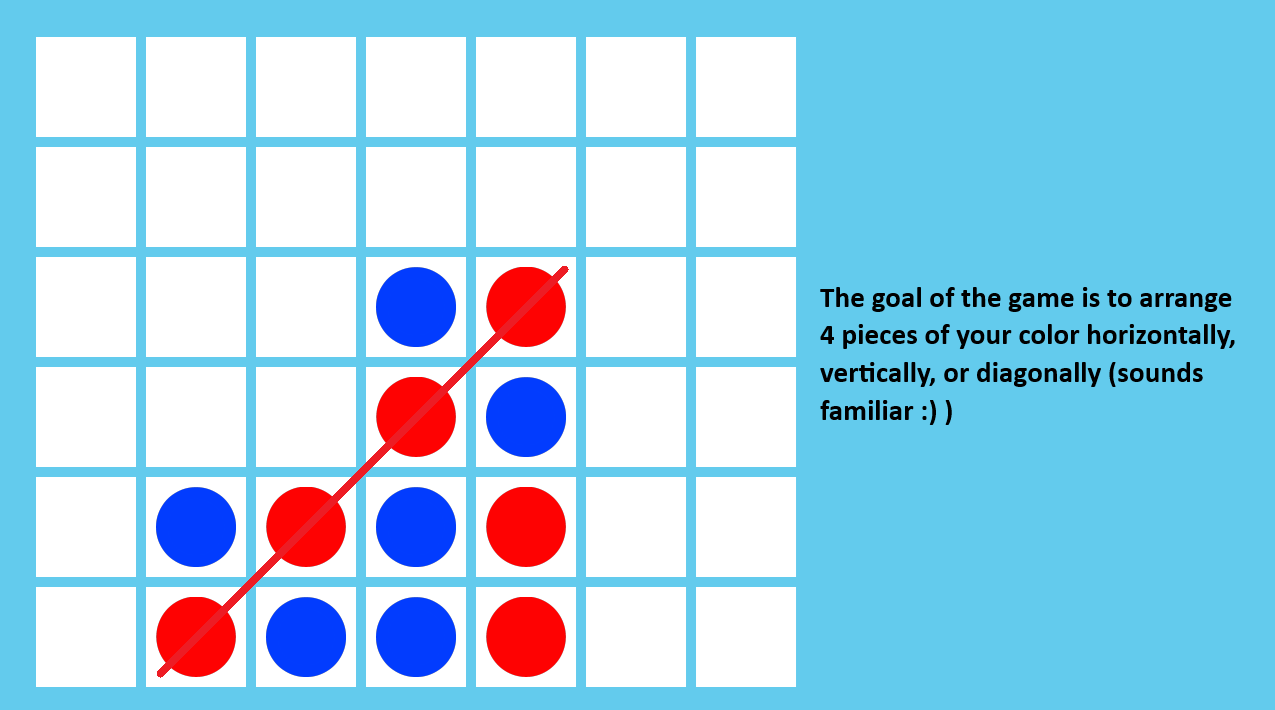 The goal of the game is to arrange
4 pieces of your color horizontally,
vertically, or diagonally (sounds
familiar :) )